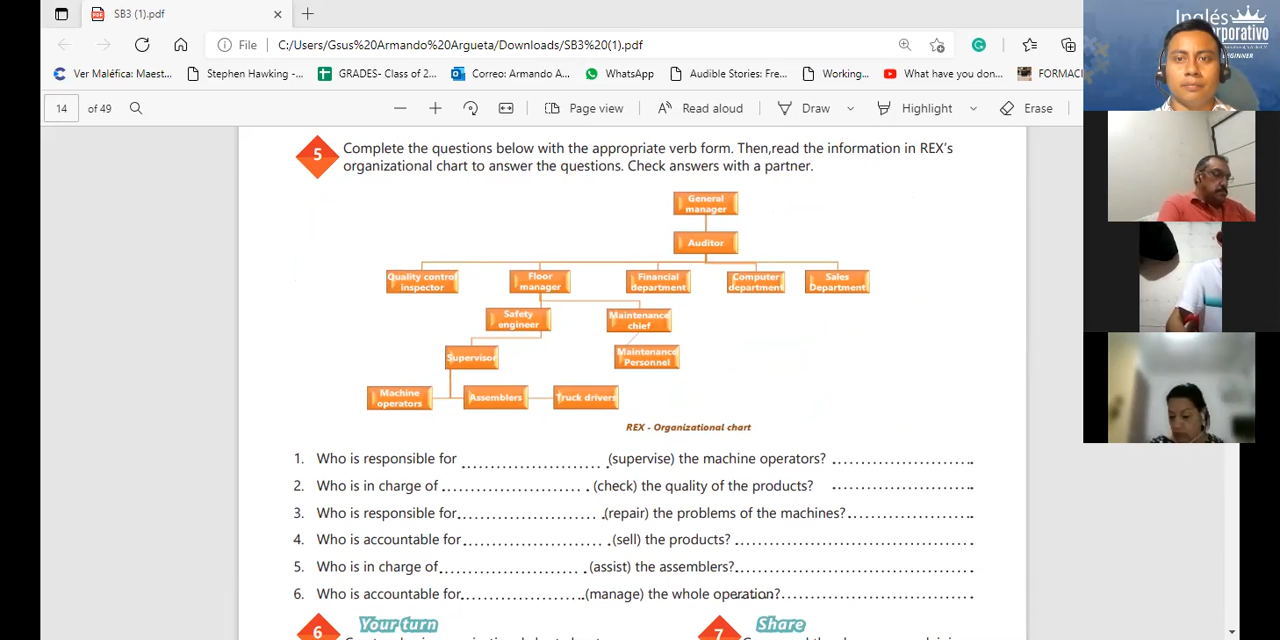 SB3 (1).pdf
File
C:/Users/Gsus%20Armando%20Argueta/Downloads/SB3%20(1).pdf
Ver Maléfica: Maest...
Stephen Hawking -...
GRADES- Class of 2...
Correo: Armando A...
WhatsApp
Audible Stories: Fre...
Working...
What have you don...
FORMACI
14 of 49
Page view
Read aloud
Draw
Highlight
Erase
Inglés
5
Complete the questions below with the appropriate verb form. Then,read the information in REX's
organizational chart to answer the questions. Check answers with a partner.
General
manager
Auditor
Quality control
inspector
Floor
manager
Financial
department
Computer
department
Sales
Department
Safety
engineer
Maintenance
chief
Supervisor
Maintenance
Personnel
Machine
operators
Assemblers
Truck drivers
REX - Organizational chart
1. Who is responsible for ........................ (supervise) the machine operators? ........................
2. Who is in charge of ........................ (check) the quality of the products? ........................
3. Who is responsible for ........................ (repair) the problems of the machines? ........................
4. Who is accountable for ........................ (sell) the products? ........................
5. Who is in charge of ........................ (assist) the assemblers? ........................
6. Who is accountable for ........................ (manage) the whole operation? ........................
6
Your turn
7
Share